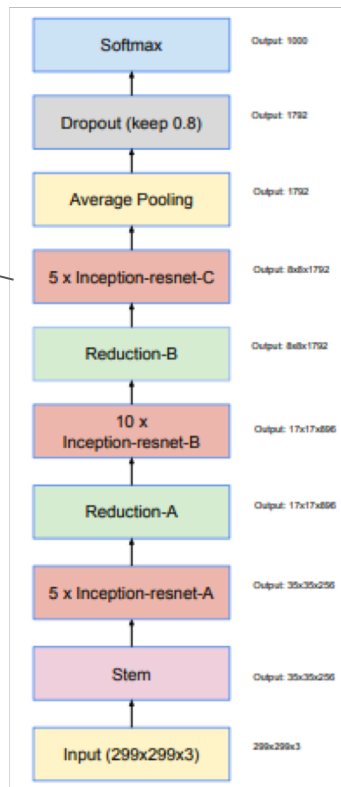 Softmax
Output: 1000
Dropout (keep 0.8)
Output: 1792
Average Pooling
Output: 1792
5 x Inception-resnet-C
Output: 8x8x1792
Reduction-B
Output: 8x8x1792
10 x
Inception-resnet-B
Output: 17x17x896
Reduction-A
Output: 17x17x896
5 x Inception-resnet-A
Output: 35x35x256
Stem
Output: 35x35x256
Input (299x299x3)
299x299x3